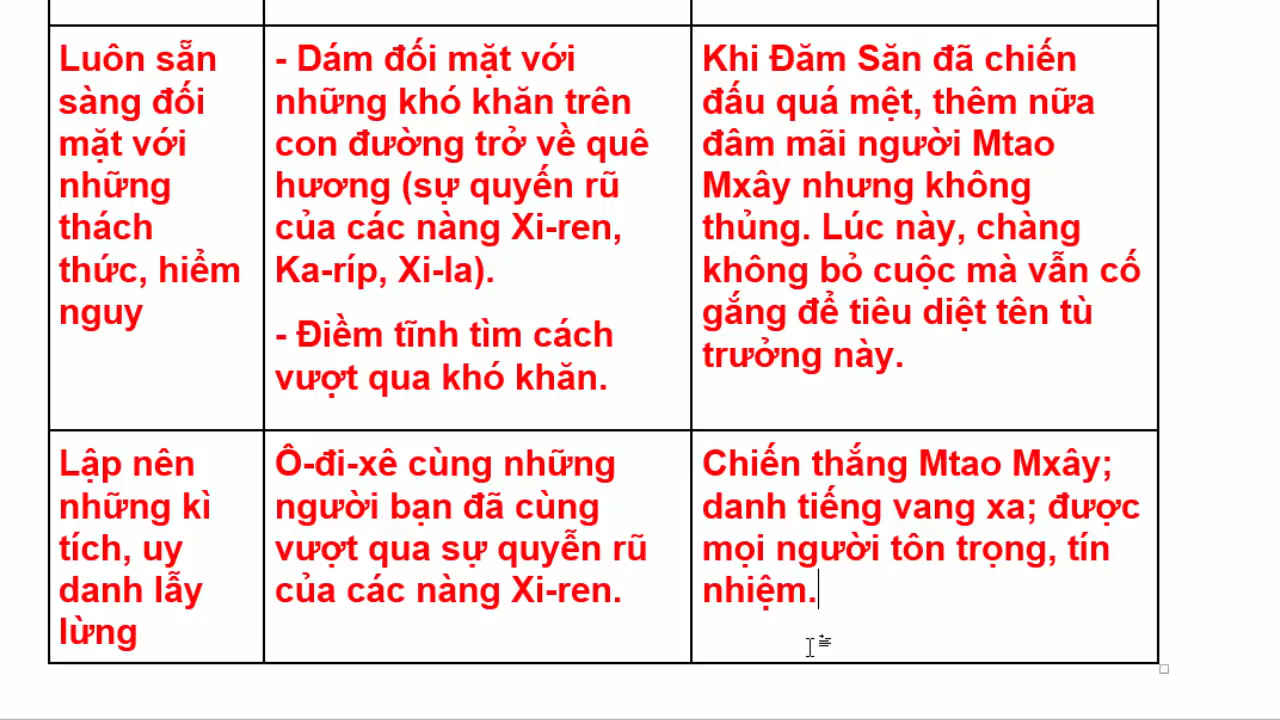 Luôn sẵn
sàng đối
mặt với
những
thách
thức, hiểm
nguy
- Dám đối mặt với
những khó khăn trên
con đường trở về quê
hương (sự quyến rũ
của các nàng Xi-ren,
Ka-ríp, Xi-la).
- Điềm tĩnh tìm cách
vượt qua khó khăn.
Khi Đăm Săn đã chiến
đấu quá mệt, thêm nữa
đâm mãi người Mtao
Mxây nhưng không
thủng. Lúc này, chàng
không bỏ cuộc mà vẫn cố
gắng để tiêu diệt tên tù
trưởng này.
Lập nên
những kì
tích, uy
danh lẫy
lừng
Ô-đi-xê cùng những
người bạn đã cùng
vượt qua sự quyễn rũ
của các nàng Xi-ren.
Chiến thắng Mtao Mxây;
danh tiếng vang xa; được
mọi người tôn trọng, tín
nhiệm.